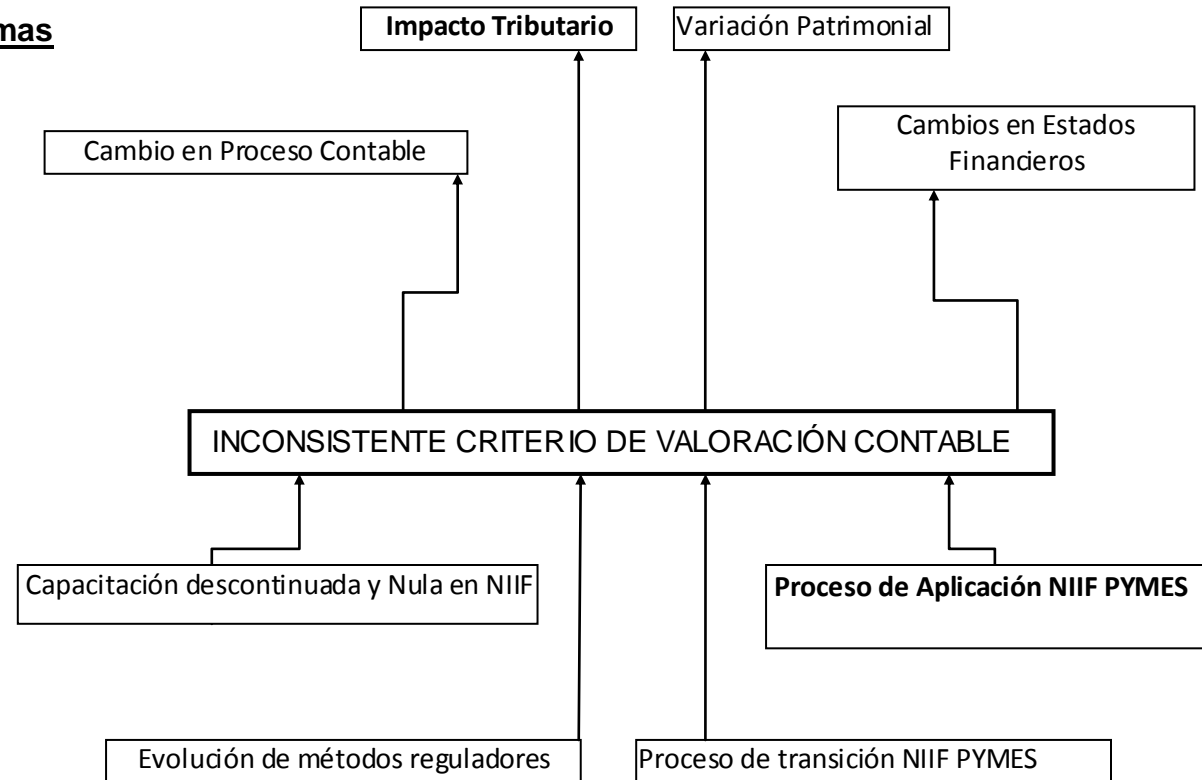 mas
Impacto Tributario
Variación Patrimonial
Cambio en Proceso Contable
Cambios en Estados
Financieros
INCONSISTENTE CRITERIO DE VALORACIÓN CONTABLE
Capacitación descontinuada y Nula en NIIF
Proceso de Aplicación NIIF PYMES
Evolución de métodos reguladores
Proceso de transición NIIF PYMES